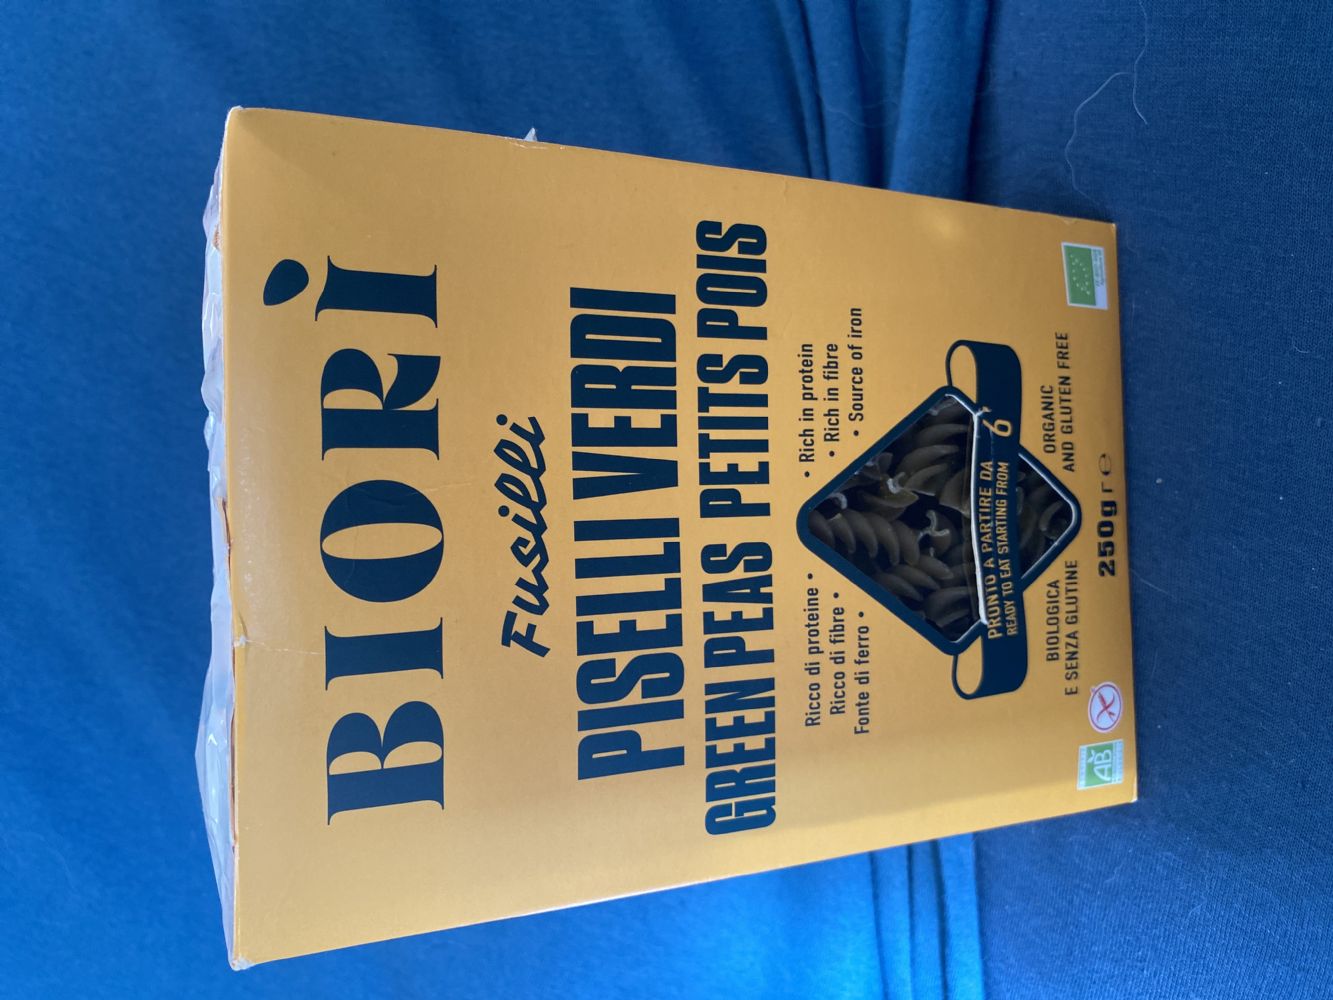 BIORI
Fusilli
PISELLI VERDI
GREEN PEAS PETITS POIS
Ricco di proteine •
Ricco di fibre •
Fonte di ferro •
• Rich in protein
• Rich in fibre
• Source of iron
PRONTO A PARTIRE DA
READY TO EAT STARTING FROM
6'
BIOLOGICA
E SENZA GLUTINE
ORGANIC
AND GLUTEN FREE
250g ℮
AB